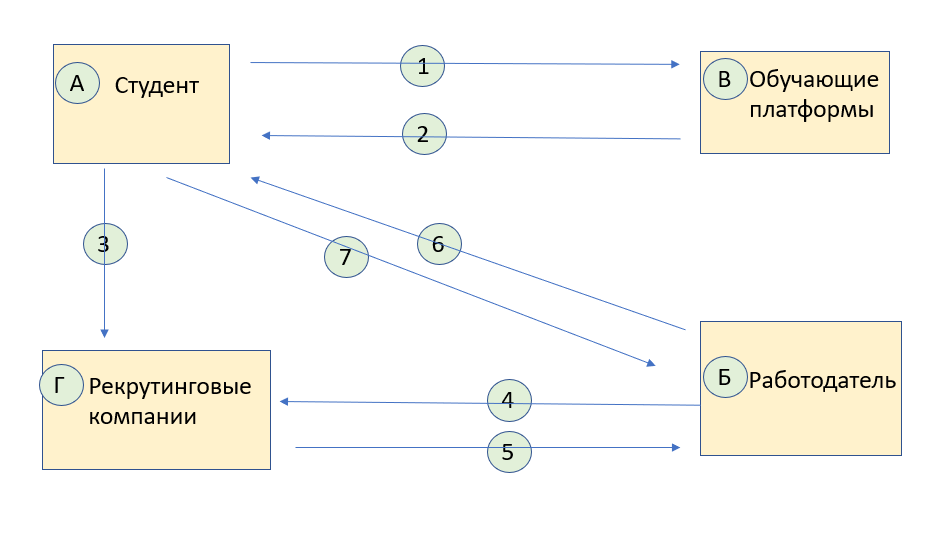 А Студент
1
В Обучающие
платформы
2
3
7
6
Г Рекрутинговые
компании
4
5
Б Работодатель